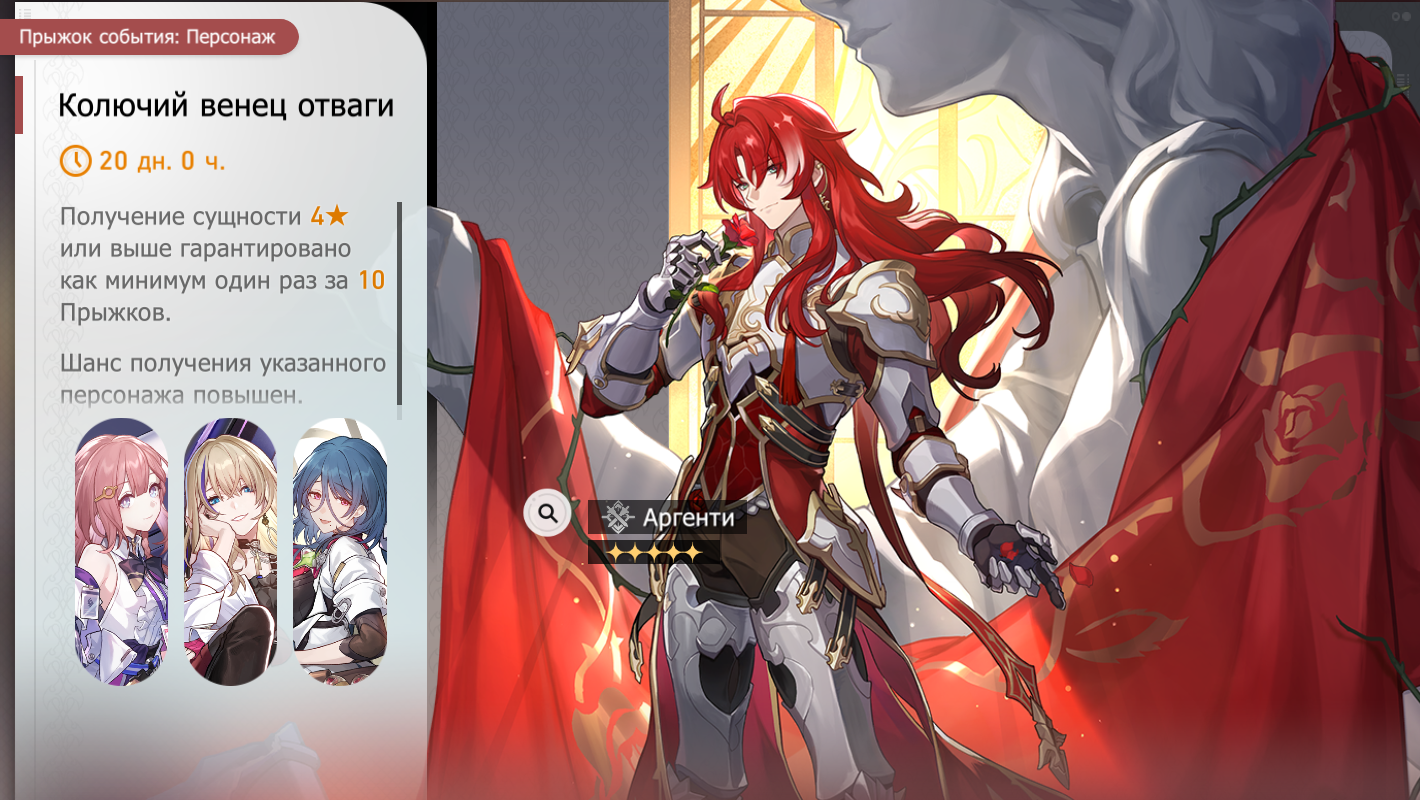 Прыжок события: Персонаж
Колючий венец отваги
20 дн. 0 ч.
Получение сущности 4★
или выше гарантировано
как минимум один раз за 10
Прыжков.
Шанс получения указанного
персонажа повышен.
Аргенти